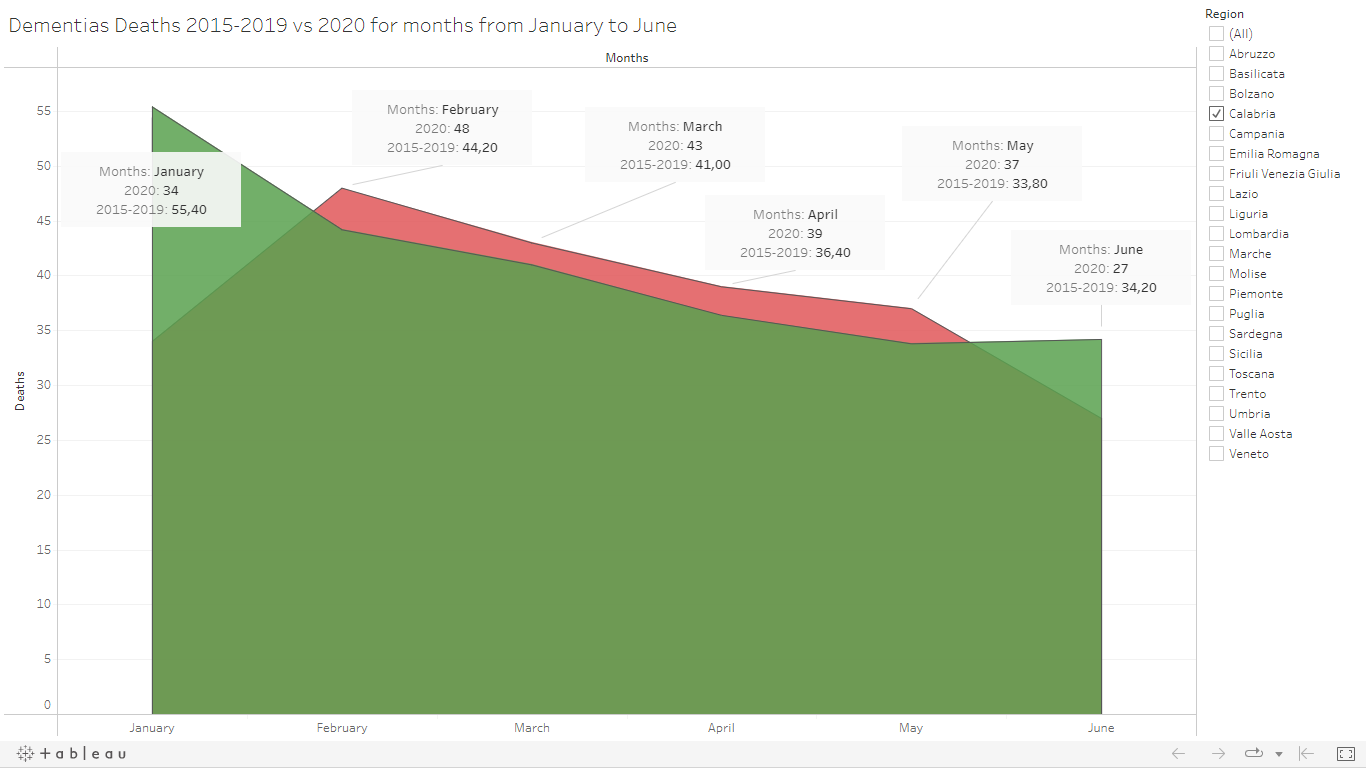 Dementias Deaths 2015-2019 vs 2020 for months from January to June
Months
Deaths
55
50
45
40
35
30
25
20
15
10
5
0
Months: January
2020: 34
2015-2019: 55,40
Months: February
2020: 48
2015-2019: 44,20
Months: March
2020: 43
2015-2019: 41,00
Months: April
2020: 39
2015-2019: 36,40
Months: May
2020: 37
2015-2019: 33,80
Months: June
2020: 27
2015-2019: 34,20
January
February
March
April
May
June
Region
(All)
Abruzzo
Basilicata
Bolzano
Calabria
Campania
Emilia Romagna
Friuli Venezia Giulia
Lazio
Liguria
Lombardia
Marche
Molise
Piemonte
Puglia
Sardegna
Sicilia
Toscana
Trento
Umbria
Valle Aosta
Veneto
+ableau